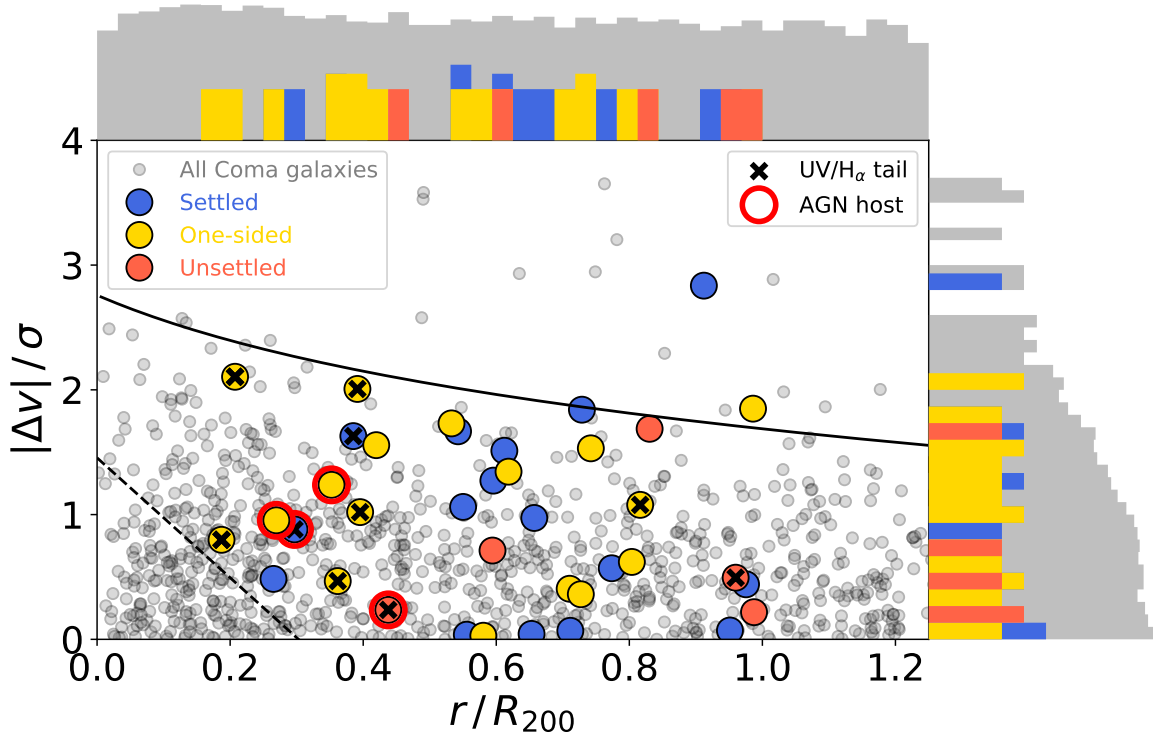 All Coma galaxies
Settled
One-sided
Unsettled
UV/Hα tail
AGN host
|Δv| / σ
4
3
2
1
0
0.0 0.2 0.4 0.6 0.8 1.0 1.2
r / R200